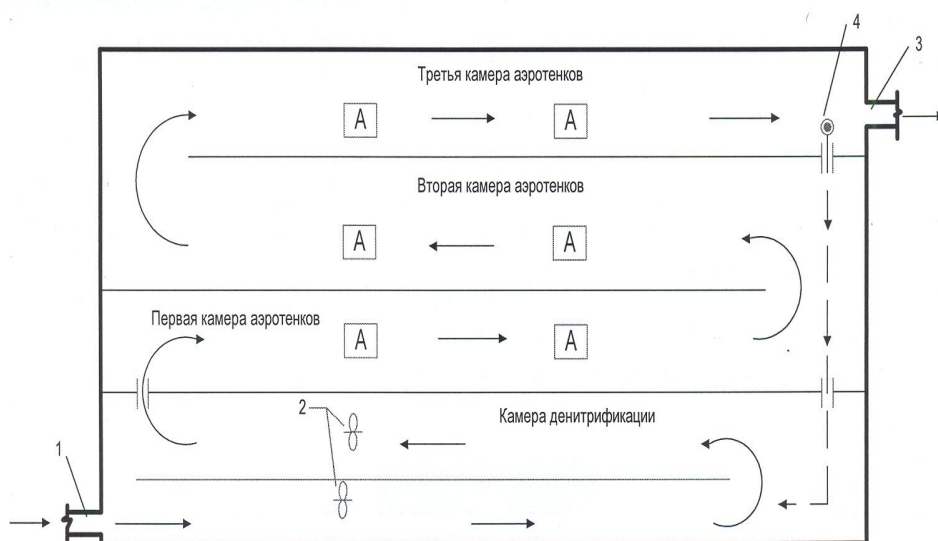 4
3
Третья камера аэротенков
А А
Вторая камера аэротенков
А А
Первая камера аэротенков
А А
2
Камера денитрификации
1